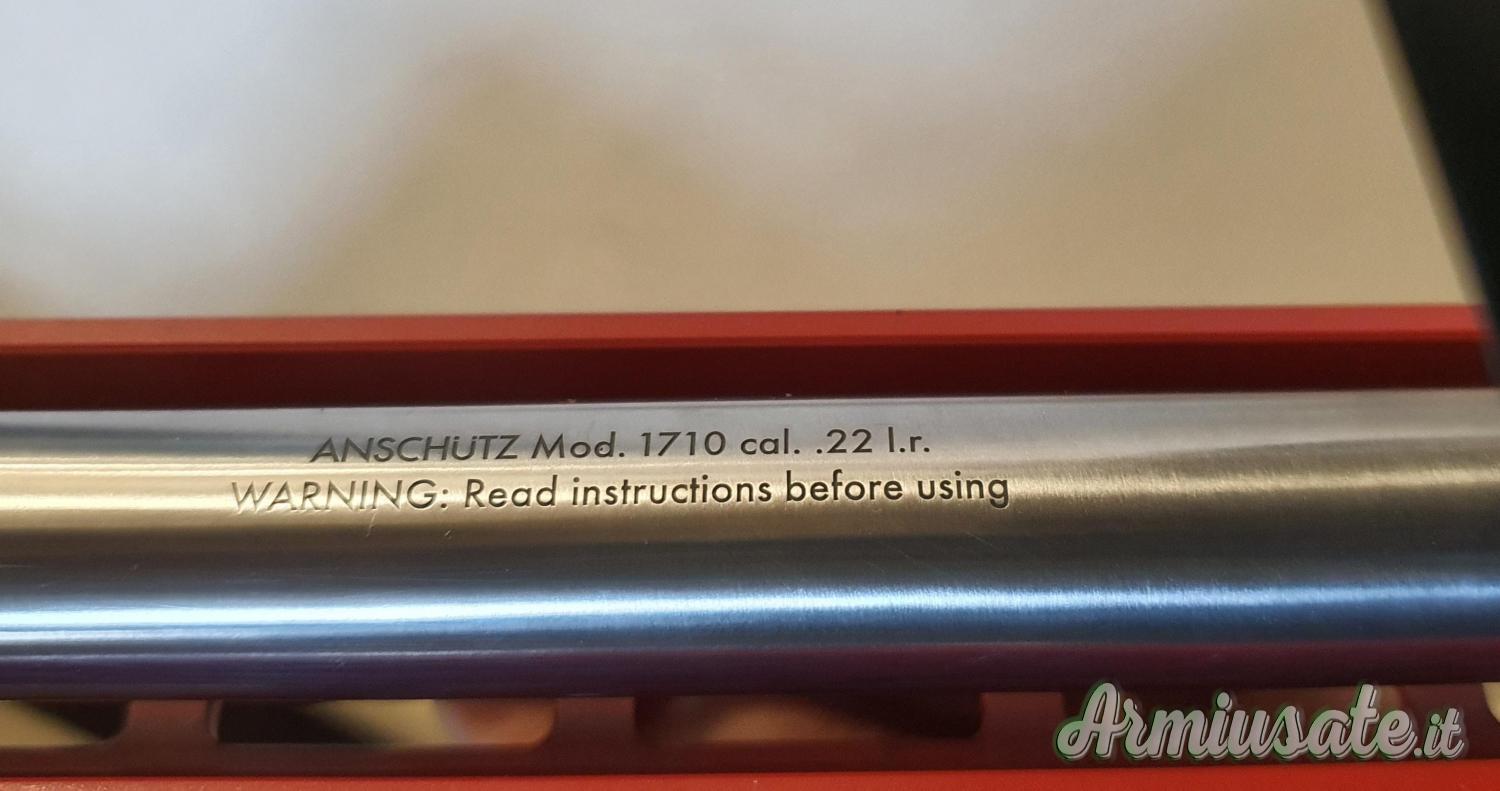 ANSCHÜTZ Mod. 1710 cal. .22 l.r.
WARNING: Read instructions before using
Armiusate.it